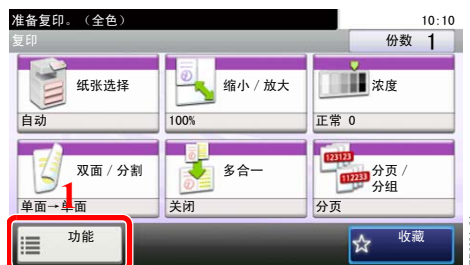 准备复印。（全色）
10:10
复印
份数 1
纸张选择
自动
缩小 / 放大
100%
浓度
正常 0
双面 / 分割
单面→单面
多合一
关闭
123123
112233
分页 /
分组
分页
1
功能
收藏